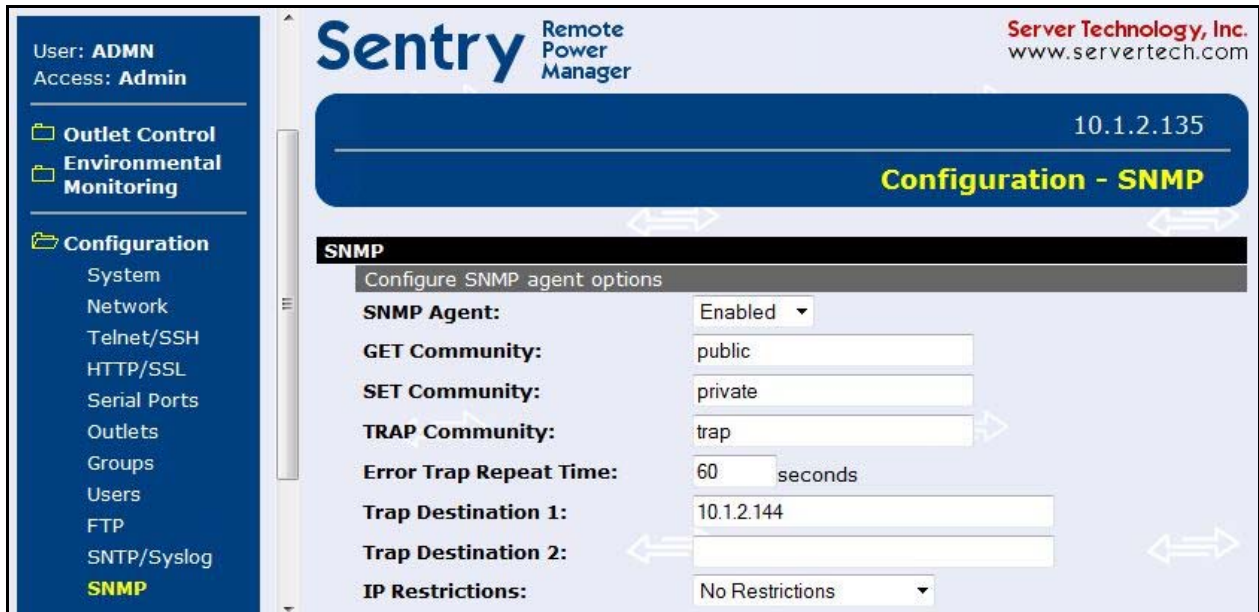 User: ADMN
Access: Admin
Outlet Control
Environmental
Monitoring
Configuration
System
Network
Telnet/SSH
HTTP/SSL
Serial Ports
Outlets
Groups
Users
FTP
SNTP/Syslog
SNMP
Sentry Remote
Power
Manager
Server Technology, Inc.
www.servertech.com
10.1.2.135
Configuration - SNMP
SNMP
Configure SNMP agent options
SNMP Agent: Enabled
GET Community: public
SET Community: private
TRAP Community: trap
Error Trap Repeat Time: 60 seconds
Trap Destination 1: 10.1.2.144
Trap Destination 2:
IP Restrictions: No Restrictions